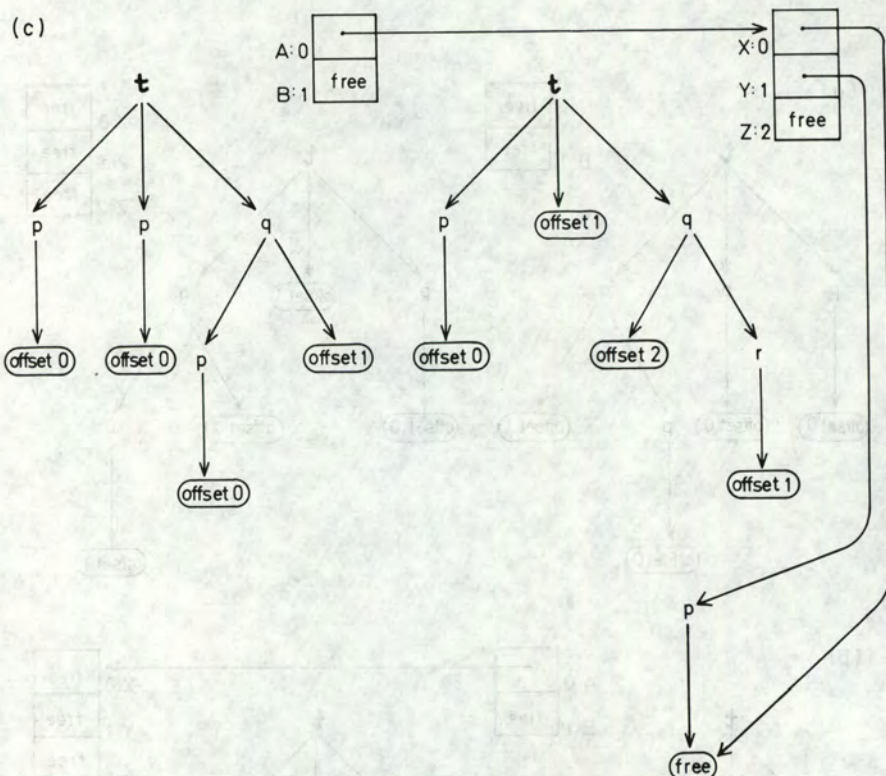 (c)
A:0
B:1 free
X:0
Y:1
Z:2 free
t t
p p q p offset 1 q
offset 0 offset 0 p offset 1 offset 0 offset 2 r
offset 0 offset 1
p
free